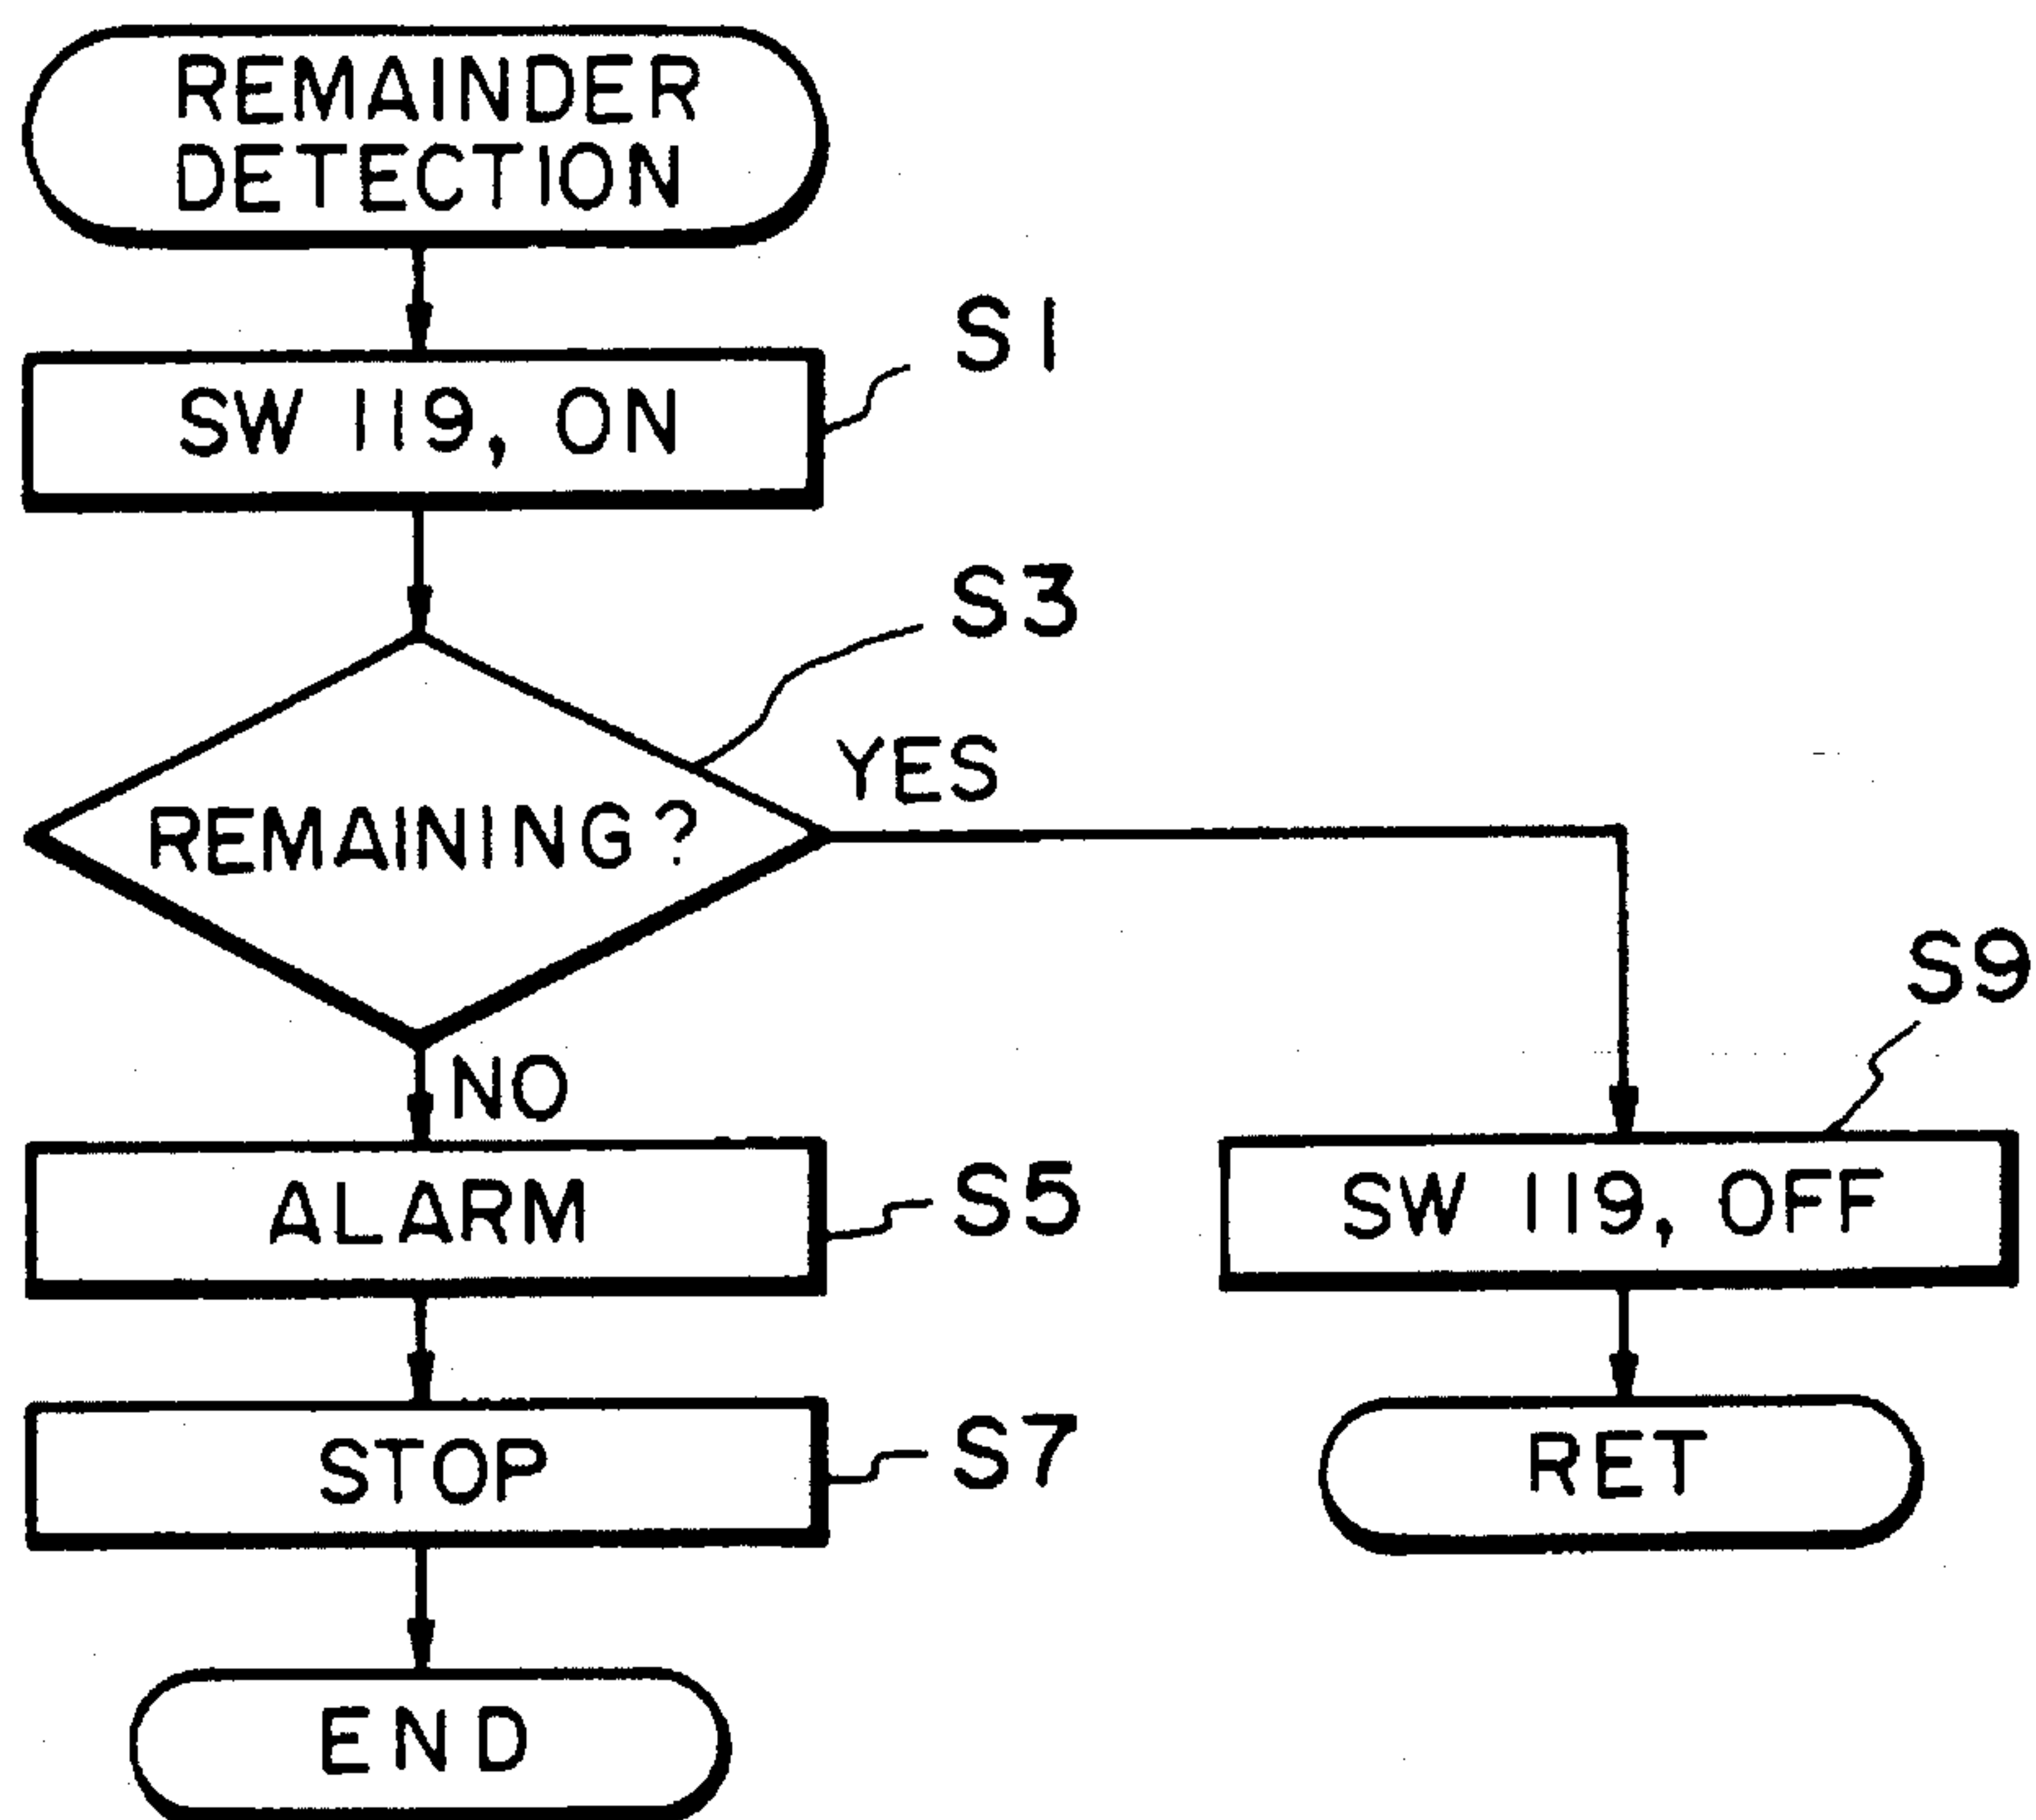 REMAINDER
DETECTION
S1
SW 119, ON
S3
YES
REMAINING?
NO
S9
ALARM
S5
SW 119, OFF
STOP
S7
RET
END